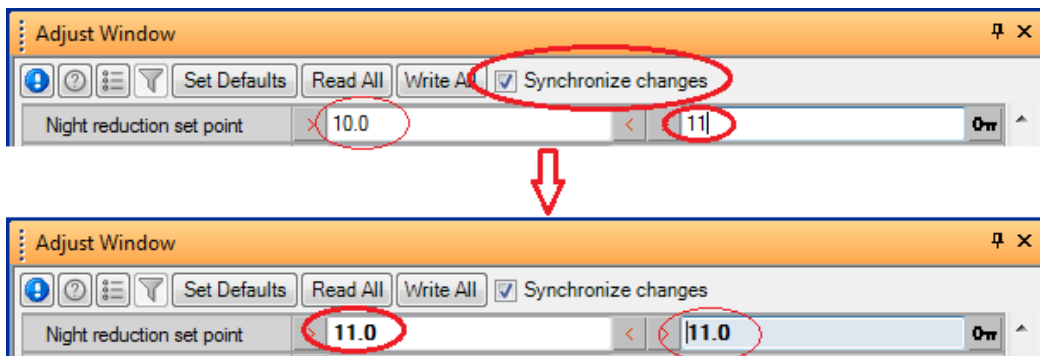 Adjust Window
Set Defaults Read All Write All Synchronize changes
Night reduction set point > 10.0 < > 11
Adjust Window
Set Defaults Read All Write All Synchronize changes
Night reduction set point > 11.0 < > 11.0